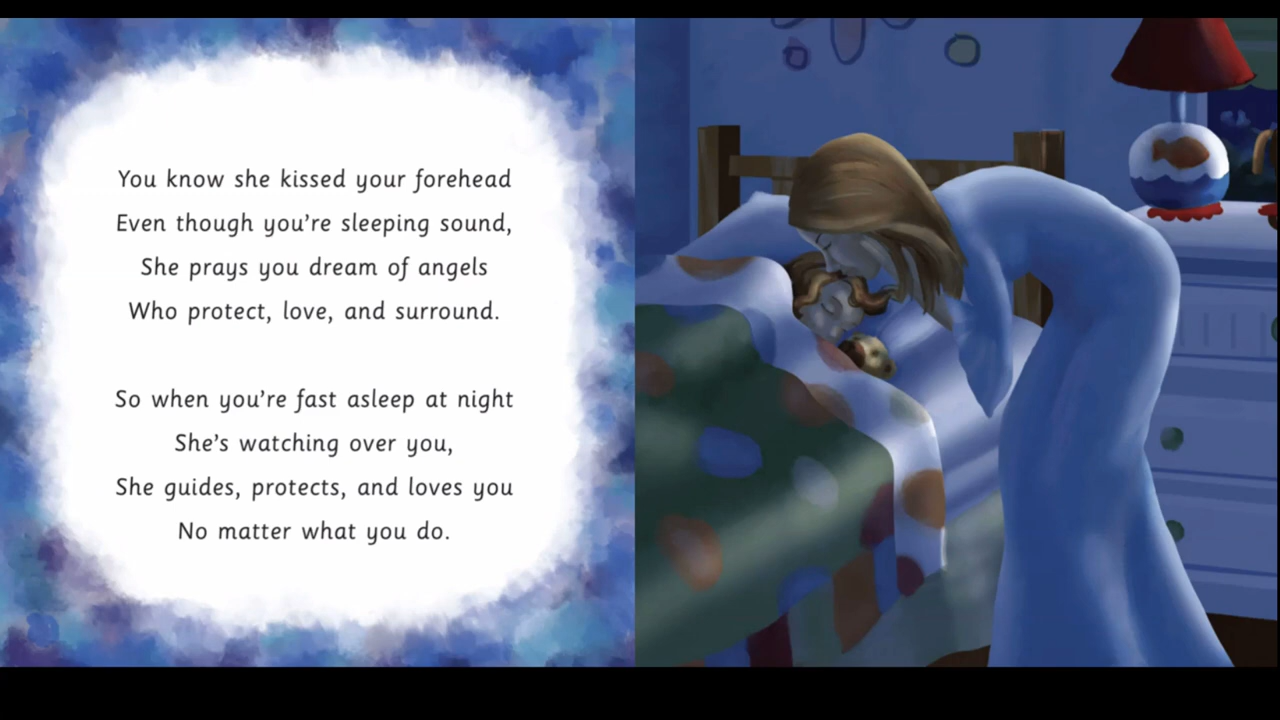 You know she kissed your forehead
Even though you're sleeping sound,
She prays you dream of angels
Who protect, love, and surround.
So when you're fast asleep at night
She's watching over you,
She guides, protects, and loves you
No matter what you do.